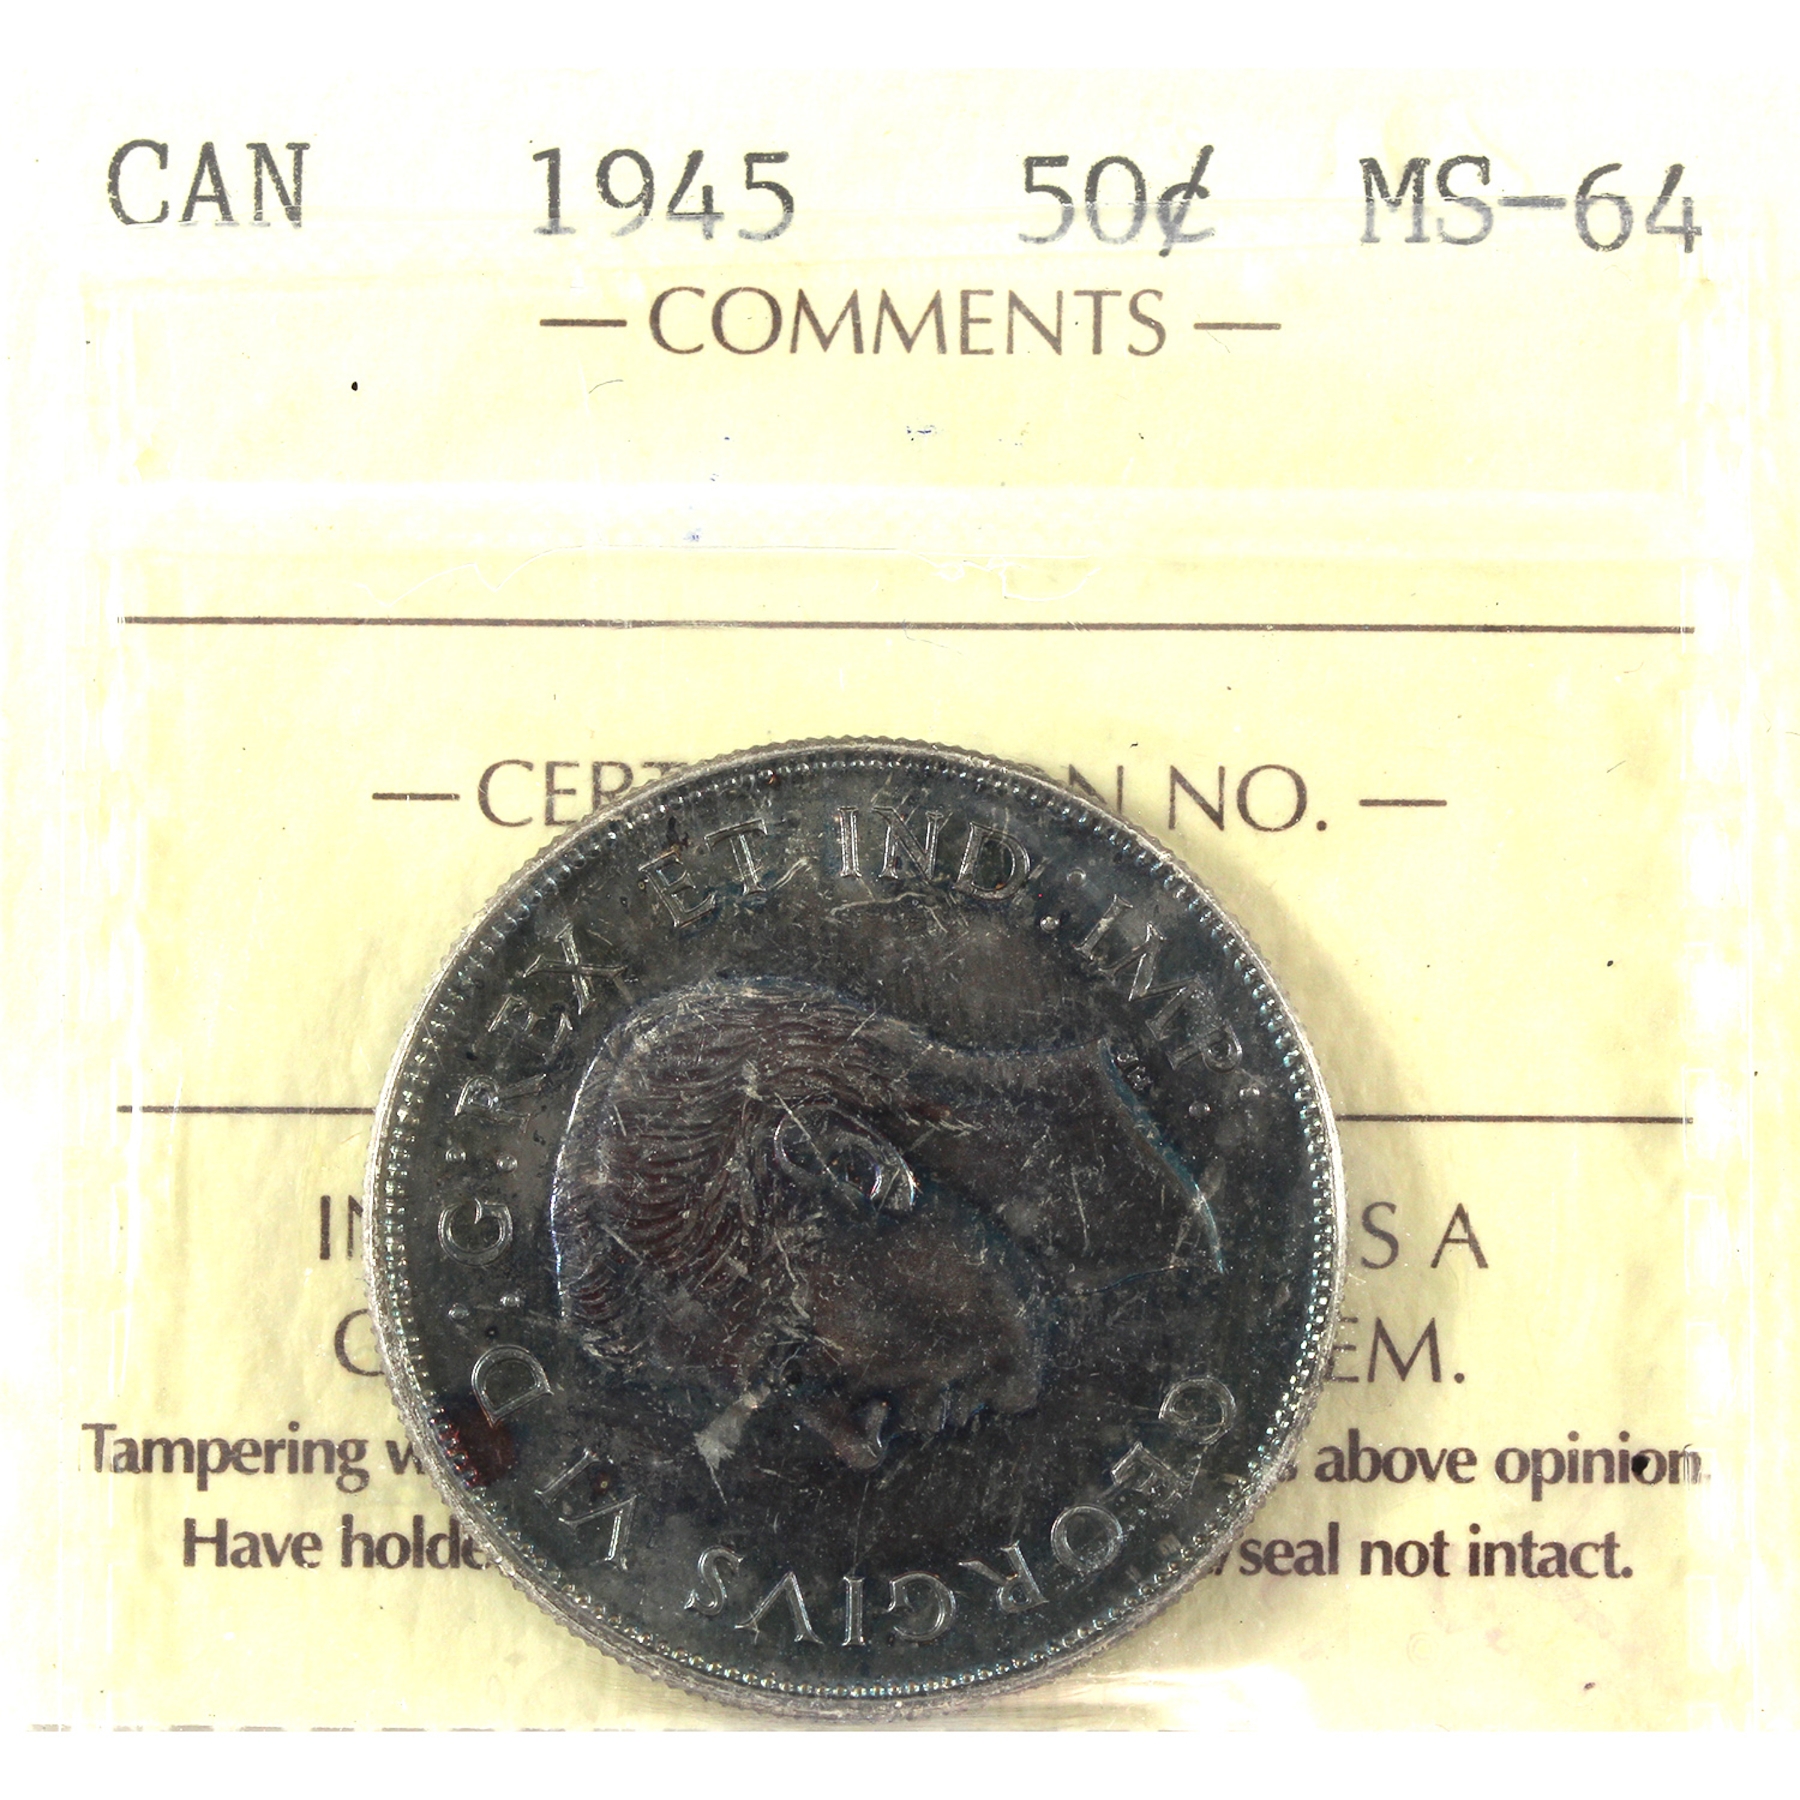 CAN 1945 50¢ MS-64
— COMMENTS —
— CERT N NO. —
S A
EM.
Tampering w above opinion.
Have holde /seal not intact.
GEORGIVS VI D:G:REX ET IND:IMP:
HP